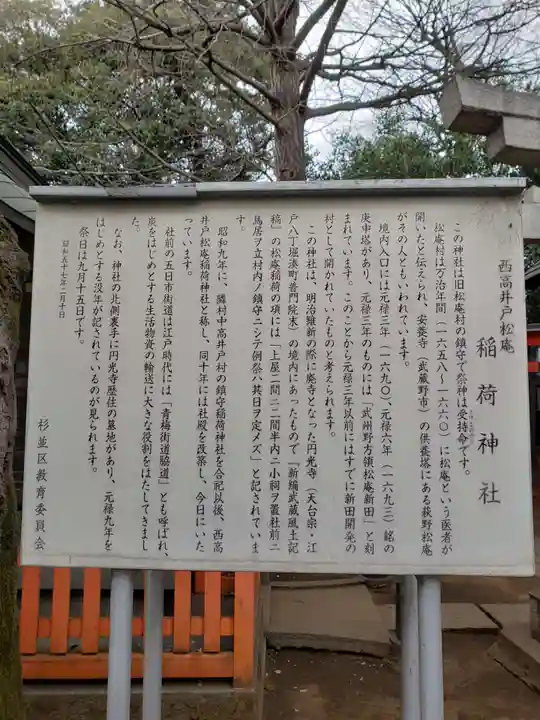 西高井戸松庵
稲荷神社
この神社は旧松庵村の鎮守で祭神は受持命です。
松庵村は万治年間(一六五八〜一六六〇)に松庵という医者が
開いたと伝えられ、安養寺(武蔵野市)の供養塔にある荻野松庵
がその人ともいわれています。
境内入口には元禄三年(一六九〇)、元禄六年(一六九三)銘の
庚申塔があり、元禄三年のものには「武州野方領松庵新田」と刻
まれています。このことから元禄三年以前にはすでに新田開発の
村として開かれていたものと考えられます。
この神社は、明治維新の際に廃寺となった円光寺(天台宗・江
戸八丁堀湊町普門院末)の境内にあったもので『新編武蔵風土記
稿』の松庵稲荷の項には「上屋二間ニ二間半内ニ小祠ヲ置社前ニ
鳥居ヲ立村内ノ鎮守ニシテ例祭ハ其日ヲ定メズ」と記されていま
す。
昭和九年に、隣村中高井戸村の鎮守稲荷神社を合祀以後、西高
井戸松庵稲荷神社と称し、同十年には社殿を改築し、今日にいた
っています。
社前の五日市街道は江戸時代には「青梅街道脇道」とも呼ばれ、
炭をはじめとする生活物資の輸送に大きな役割をはたしてきまし
た。
なお、神社の北側裏手に円光寺歴住の墓地があり、元禄九年を
はじめとする没年が記されているのが見られます。
祭日は九月十五日です。
昭和五十七年二月十日
杉並区教育委員会